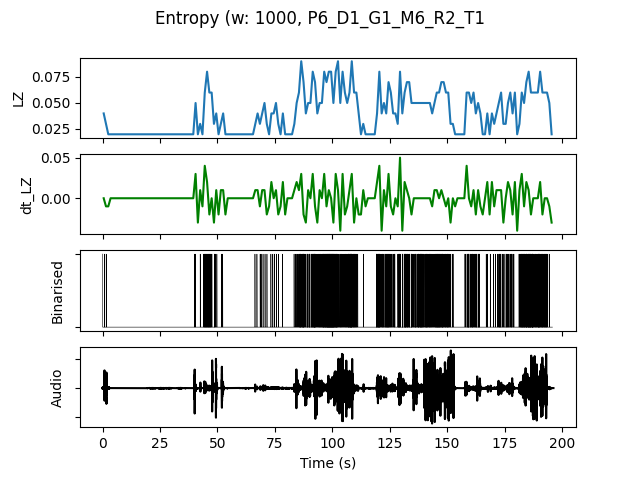 Entropy (w: 1000, P6_D1_G1_M6_R2_T1
LZ
0.075
0.050
0.025
dt_LZ
0.05
0.00
Binarised
Audio
0 25 50 75 100 125 150 175 200
Time (s)